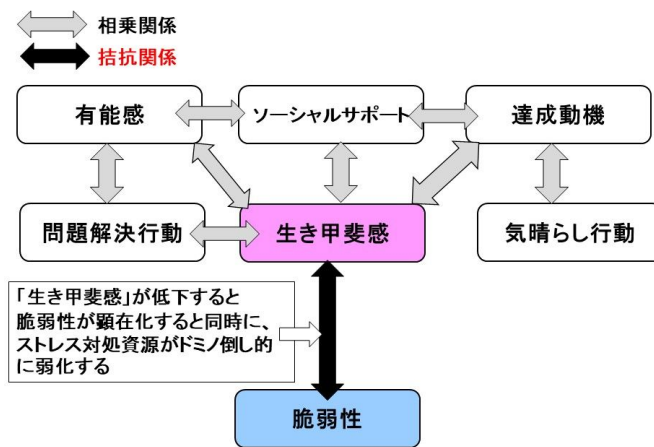 相乗関係
拮抗関係
有能感
ソーシャルサポート
達成動機
問題解決行動
生き甲斐感
気晴らし行動
「生き甲斐感」が低下すると
脆弱性が顕在化すると同時に、
ストレス対処資源がドミノ倒し的
に弱化する
脆弱性